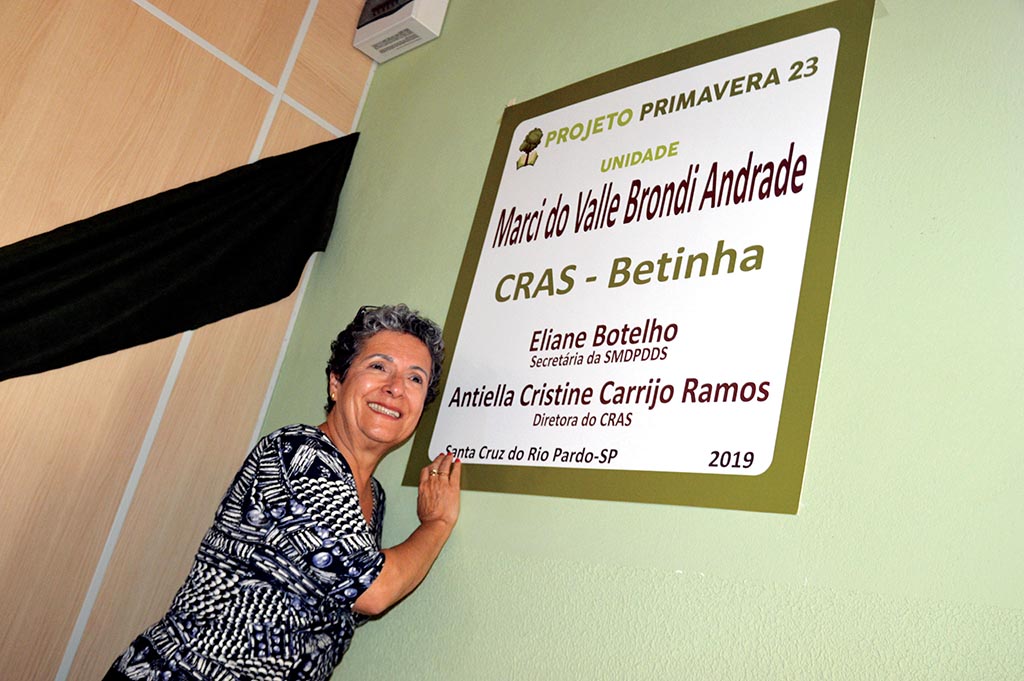 PROJETO PRIMAVERA 23
UNIDADE
Marci do Valle Brondi Andrade
CRAS - Betinha
Eliane Botelho
Secretária da SMDPDDS
Antiella Cristine Carrijo Ramos
Diretora do CRAS
Santa Cruz do Rio Pardo-SP 2019